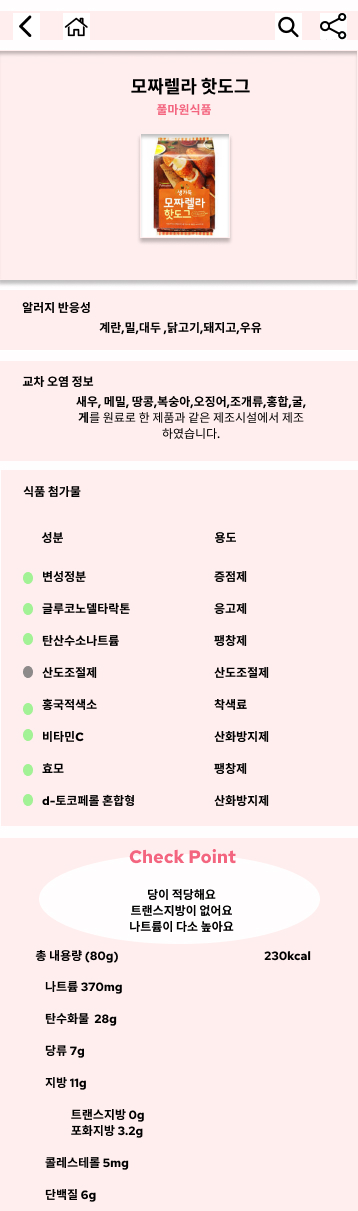 모짜렐라 핫도그
풀마원식품
생가득
모짜렐라
핫도그
알러지 반응성
계란,밀,대두 ,닭고기,돼지고,우유
교차 오염 정보
새우, 메밀, 땅콩,복숭아,오징어,조개류,홍합,굴,
게를 원료로 한 제품과 같은 제조시설에서 제조
하였습니다.
식품 첨가물
성분 용도
변성정분 증점제
글루코노델타락톤 응고제
탄산수소나트륨 팽창제
산도조절제 산도조절제
홍국적색소 착색료
비타민C 산화방지제
효모 팽창제
d-토코페롤 혼합형 산화방지제
Check Point
당이 적당해요
트랜스지방이 없어요
나트륨이 다소 높아요
총 내용량 (80g) 230kcal
나트륨 370mg
탄수화물 28g
당류 7g
지방 11g
트랜스지방 0g
포화지방 3.2g
콜레스테롤 5mg
단백질 6g